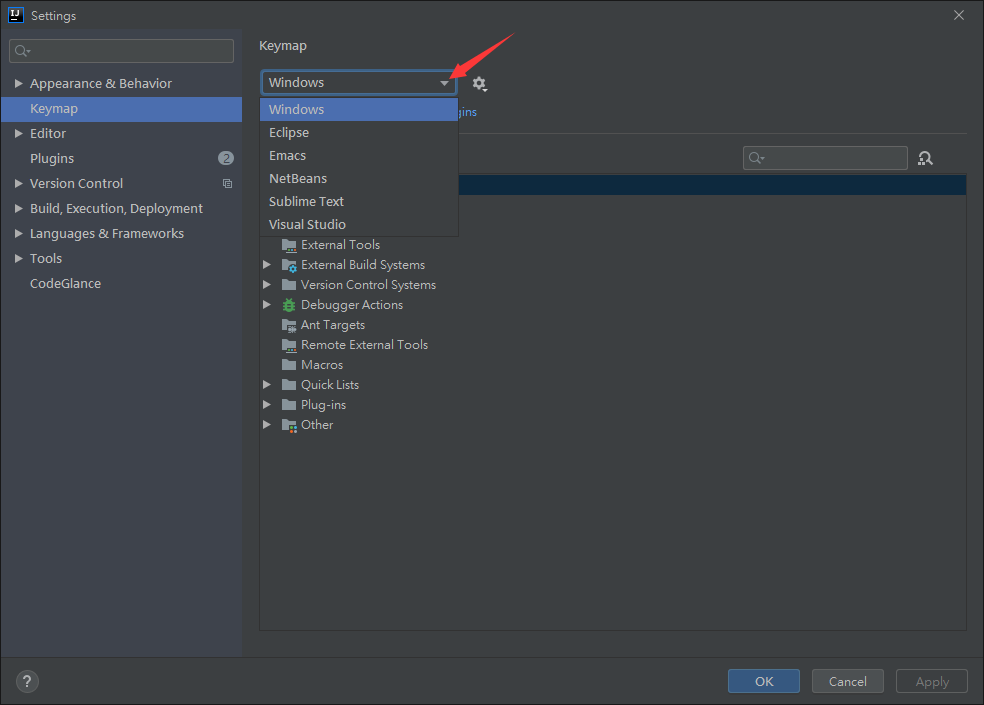 IJ
Settings
Appearance & Behavior
Keymap
Editor
Plugins
2
Version Control
Build, Execution, Deployment
Languages & Frameworks
Tools
CodeGlance
Keymap
Windows
Windows
Eclipse
Emacs
NetBeans
Sublime Text
Visual Studio
External Tools
External Build Systems
Version Control Systems
Debugger Actions
Ant Targets
Remote External Tools
Macros
Quick Lists
Plug-ins
Other
?
OK
Cancel
Apply